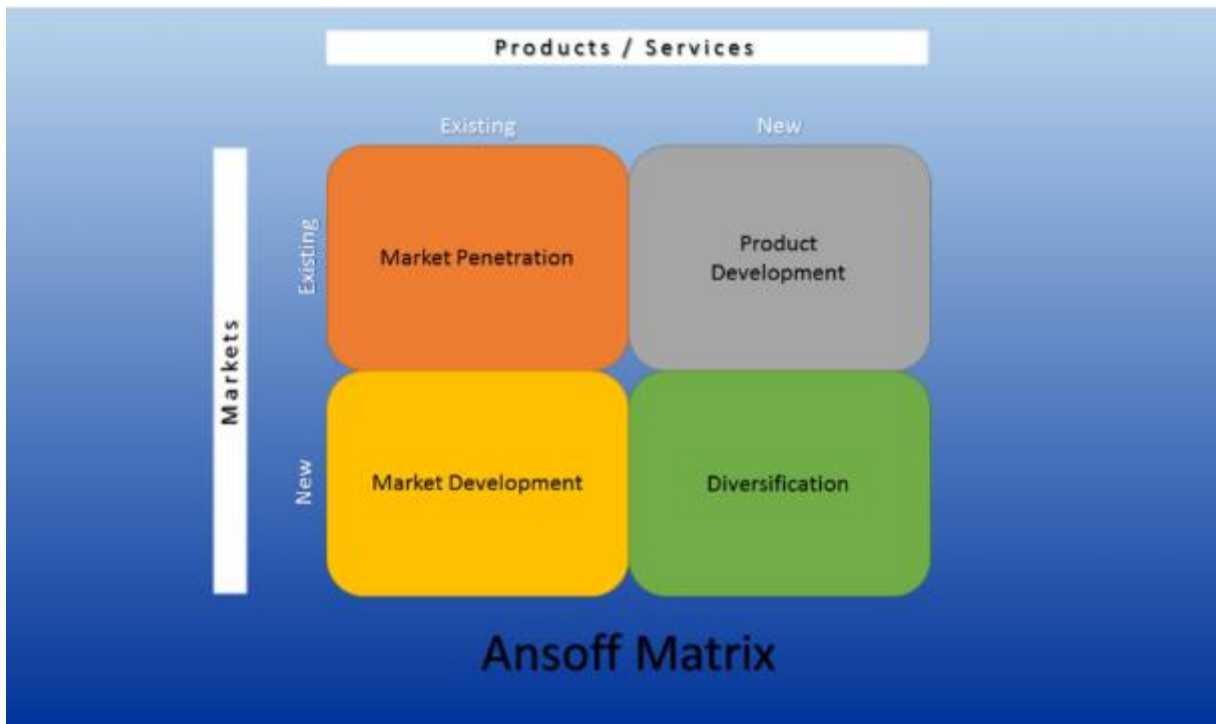 Products / Services
Existing
New
Markets
Existing
Market Penetration
Product
Development
New
Market Development
Diversification
Ansoff Matrix